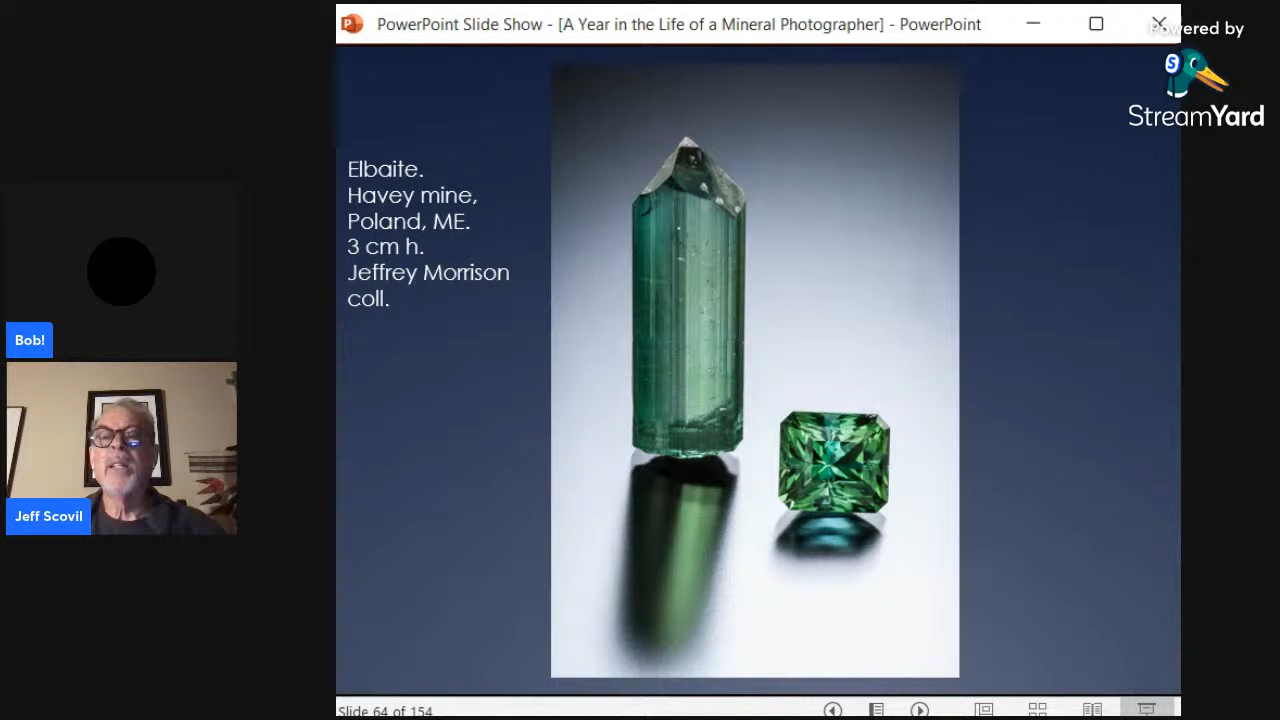 PowerPoint Slide Show - [A Year in the Life of a Mineral Photographer] - PowerPoint
Powered by
S
StreamYard
Elbaite.
Havey mine,
Poland, ME.
3 cm h.
Jeffrey Morrison
coll.
Bob!
Jeff Scovil
Slide 64 of 154